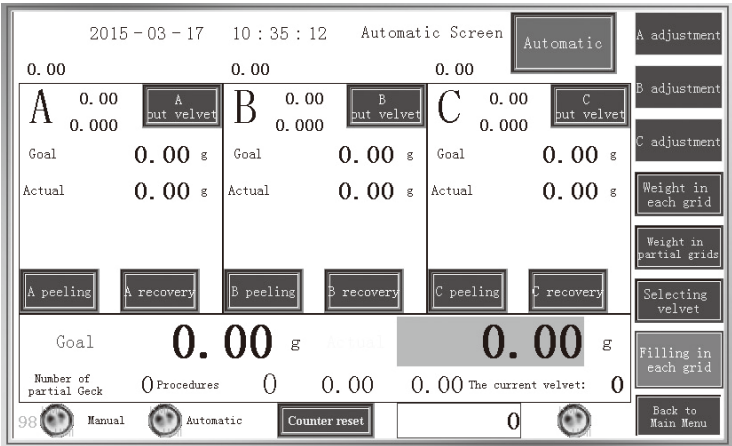 2015-03-17 10:35:12 Automatic Screen Automatic
A adjustment
0.00 0.00 0.00
B adjustment
A 0.00 A B 0.00 B C 0.00 C
0.000 put velvet 0.000 put velvet 0.000 put velvet
C adjustment
Goal 0.00 g Goal 0.00 g Goal 0.00 g
Actual 0.00 g Actual 0.00 g Actual 0.00 g
Weight in
each grid
Weight in
partial grids
A peeling A recovery B peeling B recovery C peeling C recovery
Selecting
velvet
Goal 0.00 g Actual 0.00 g
Filling in
each grid
Number of
partial Geck 0 Procedures 0 0.00 0.00 The current velvet: 0
98 Manual Automatic Counter reset 0
Back to
Main Menu